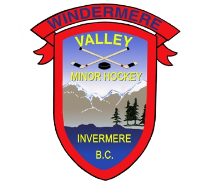 WINDERMERE
VALLEY
MINOR HOCKEY
INVERMERE
B.C.